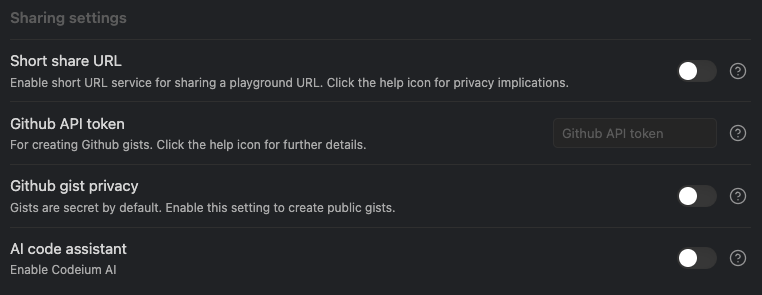 Sharing settings
Short share URL
Enable short URL service for sharing a playground URL. Click the help icon for privacy implications.
Github API token
Github API token
For creating Github gists. Click the help icon for further details.
Github gist privacy
Gists are secret by default. Enable this setting to create public gists.
AI code assistant
Enable Codeium AI